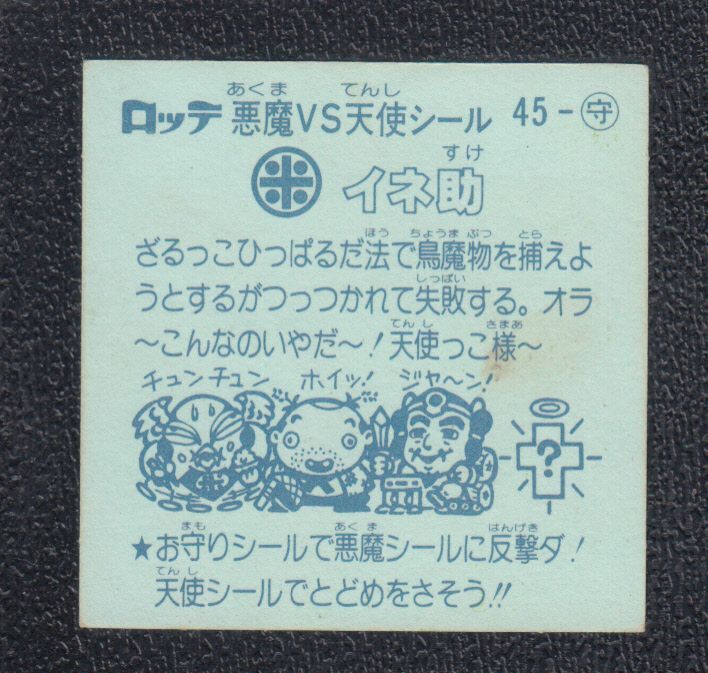 あくま てんし
ロッテ 悪魔VS天使シール 45-守
すけ
米 イネ助
ほう ちょうま ぶつ とら
ざるっこひっぱるだ法で鳥魔物を捕えよ
しっぱい
うとするがつっつかれて失敗する。オラ
てんし さまあ
〜こんなのいやだ〜!天使っこ様〜
チュンチュン ホイッ! ジャ〜ン!
?
まも あくま はんげき
★お守りシールで悪魔シールに反撃ダ!
てんし
天使シールでとどめをさそう!!